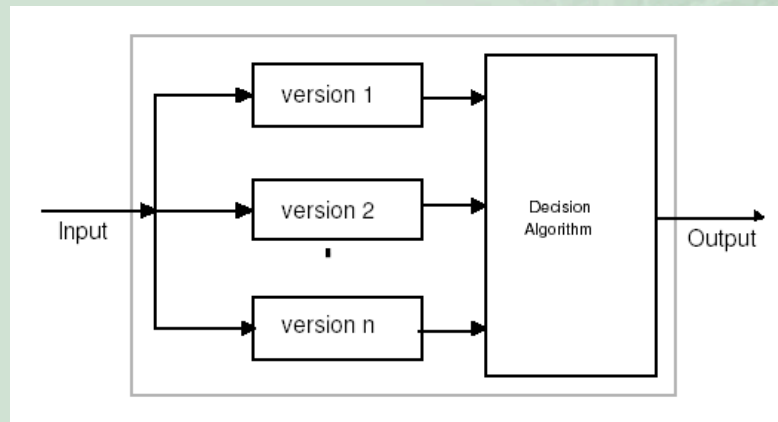 version 1
version 2
Input
Decision
Algorithm
Output
version n